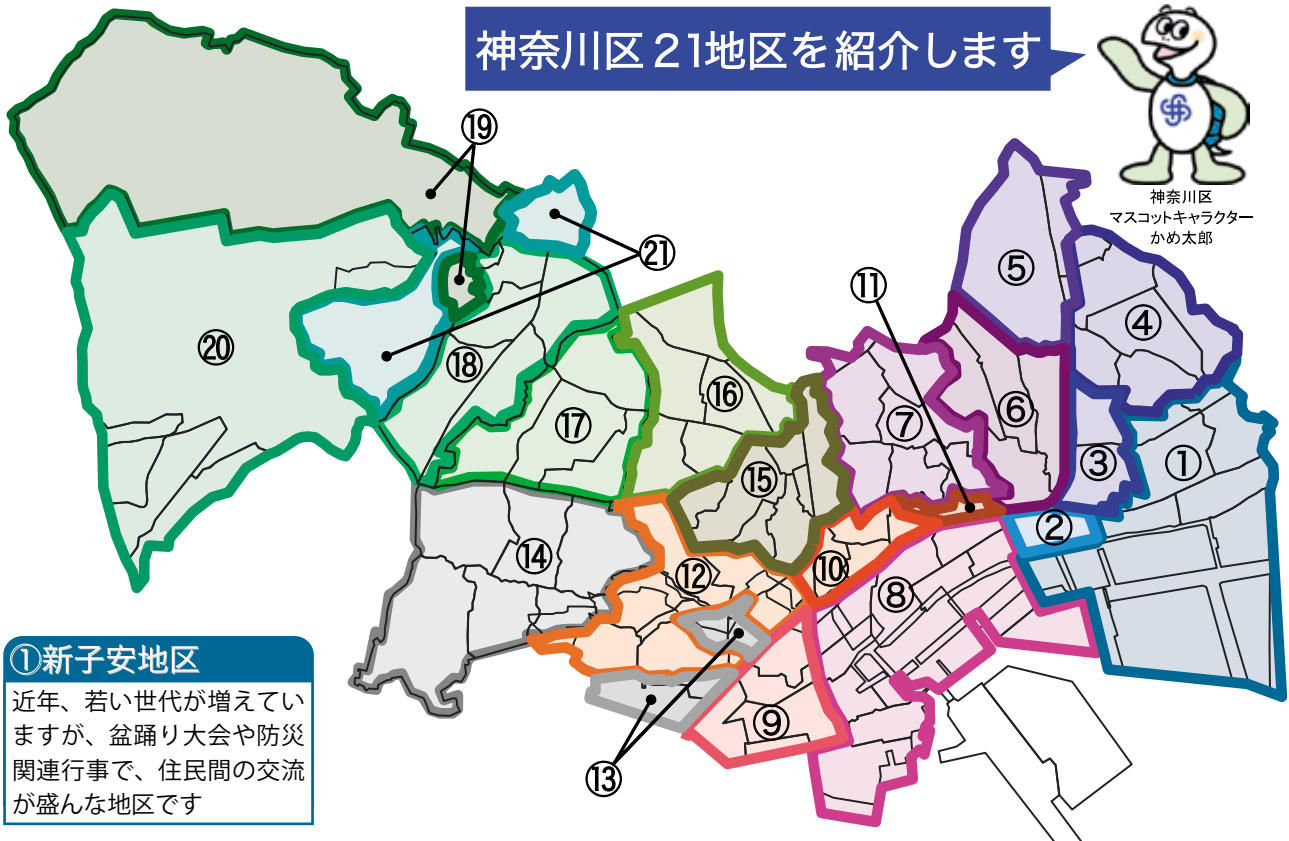 神奈川区21地区を紹介します
神奈川区
マスコットキャラクター
かめ太郎
⑲
㉑
⑤
⑪
④
⑳
⑱
⑯
⑥
⑦
⑰
③
①
⑮
②
⑭
⑫
⑩
⑧
⑨
⑬
①新子安地区
近年、若い世代が増えてい
ますが、盆踊り大会や防災
関連行事で、住民間の交流
が盛んな地区です